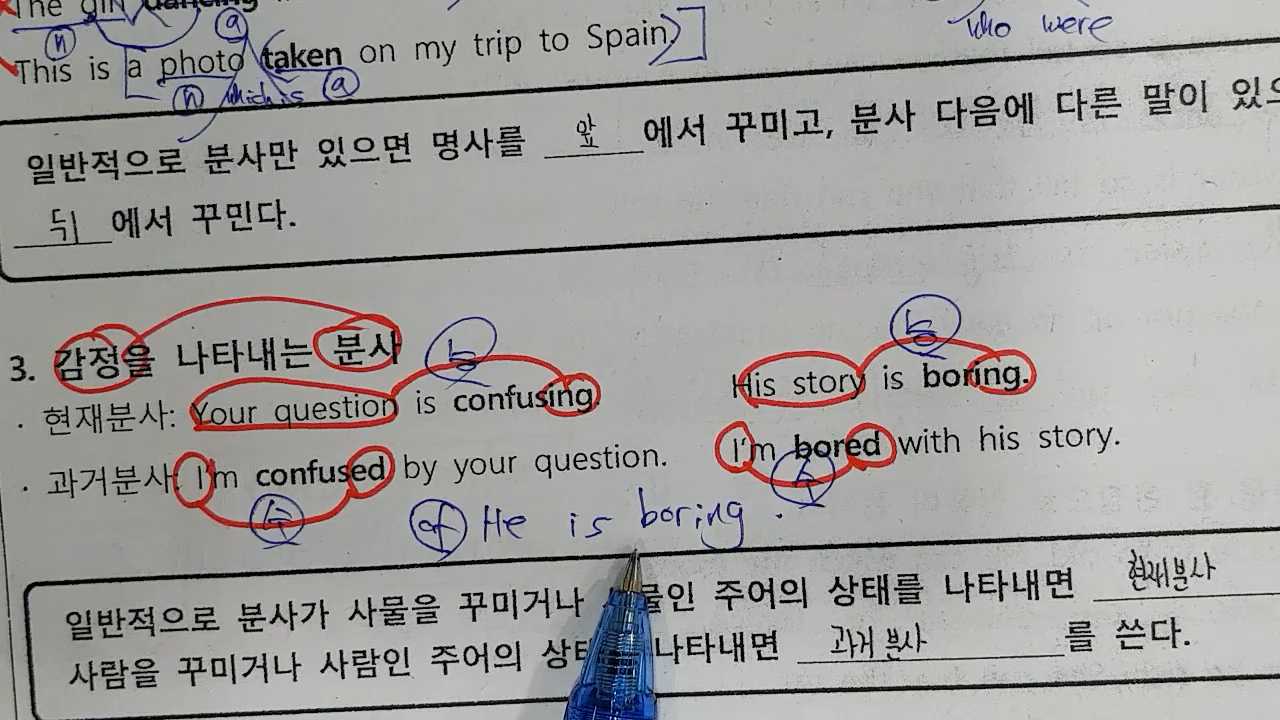 The girl dancing
ⓝ ⓐ who were
This is a photo taken on my trip to Spain)]
ⓝ which is ⓐ
일반적으로 분사만 있으면 명사를 앞 에서 꾸미고, 분사 다음에 다른 말이 있으
뒤 에서 꾸민다.
3. 감정을 나타내는 분사
· 현재분사: Your question is confusing. His story is boring.
· 과거분사: I'm confused by your question. I'm bored with his story.
cf He is boring.
일반적으로 분사가 사물을 꾸미거나 물인 주어의 상태를 나타내면 현재분사
사람을 꾸미거나 사람인 주어의 상태 나타내면 과거 분사 를 쓴다.